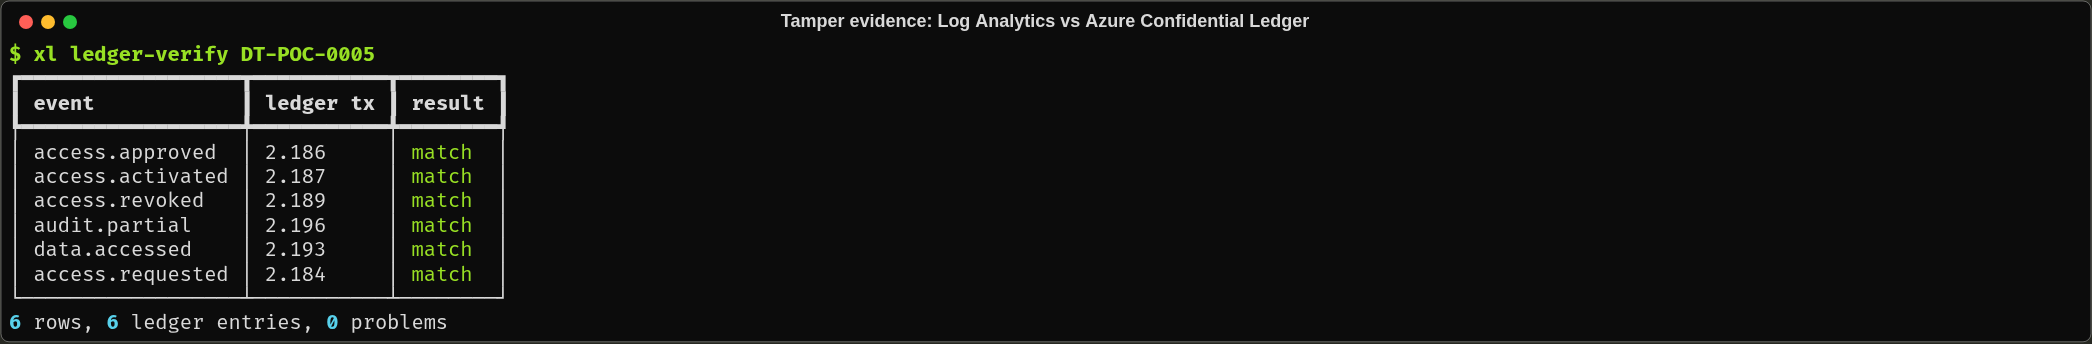 Tamper evidence: Log Analytics vs Azure Confidential Ledger
$ xl ledger-verify DT-POC-0005
event ledger tx result
access.approved 2.186 match
access.activated 2.187 match
access.revoked 2.189 match
audit.partial 2.196 match
data.accessed 2.193 match
access.requested 2.184 match
6 rows, 6 ledger entries, 0 problems